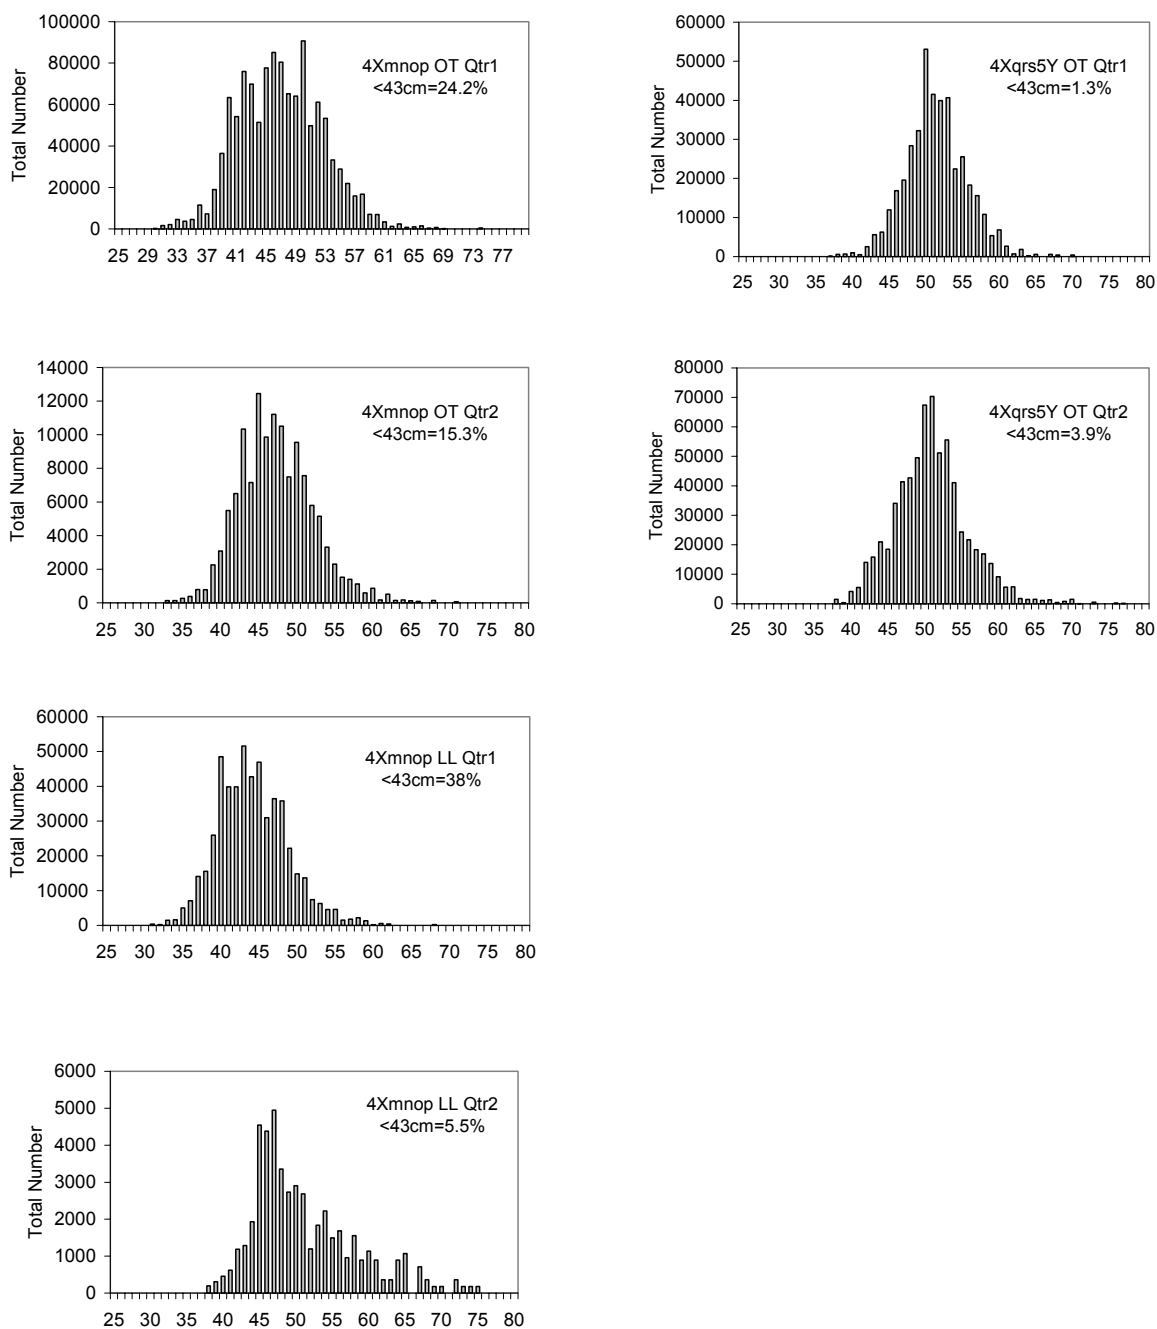 100000
80000
60000
40000
20000
0
Total Number
4Xmnop OT Qtr1
<43cm=24.2%
25 29 33 37 41 45 49 53 57 61 65 69 73 77
60000
50000
40000
30000
20000
10000
0
Total Number
4Xqrs5Y OT Qtr1
<43cm=1.3%
25 30 35 40 45 50 55 60 65 70 75 80
14000
12000
10000
8000
6000
4000
2000
0
Total Number
4Xmnop OT Qtr2
<43cm=15.3%
25 30 35 40 45 50 55 60 65 70 75 80
80000
70000
60000
50000
40000
30000
20000
10000
0
Total Number
4Xqrs5Y OT Qtr2
<43cm=3.9%
25 30 35 40 45 50 55 60 65 70 75 80
60000
50000
40000
30000
20000
10000
0
Total Number
4Xmnop LL Qtr1
<43cm=38%
25 30 35 40 45 50 55 60 65 70 75 80
6000
5000
4000
3000
2000
1000
0
Total Number
4Xmnop LL Qtr2
<43cm=5.5%
25 30 35 40 45 50 55 60 65 70 75 80